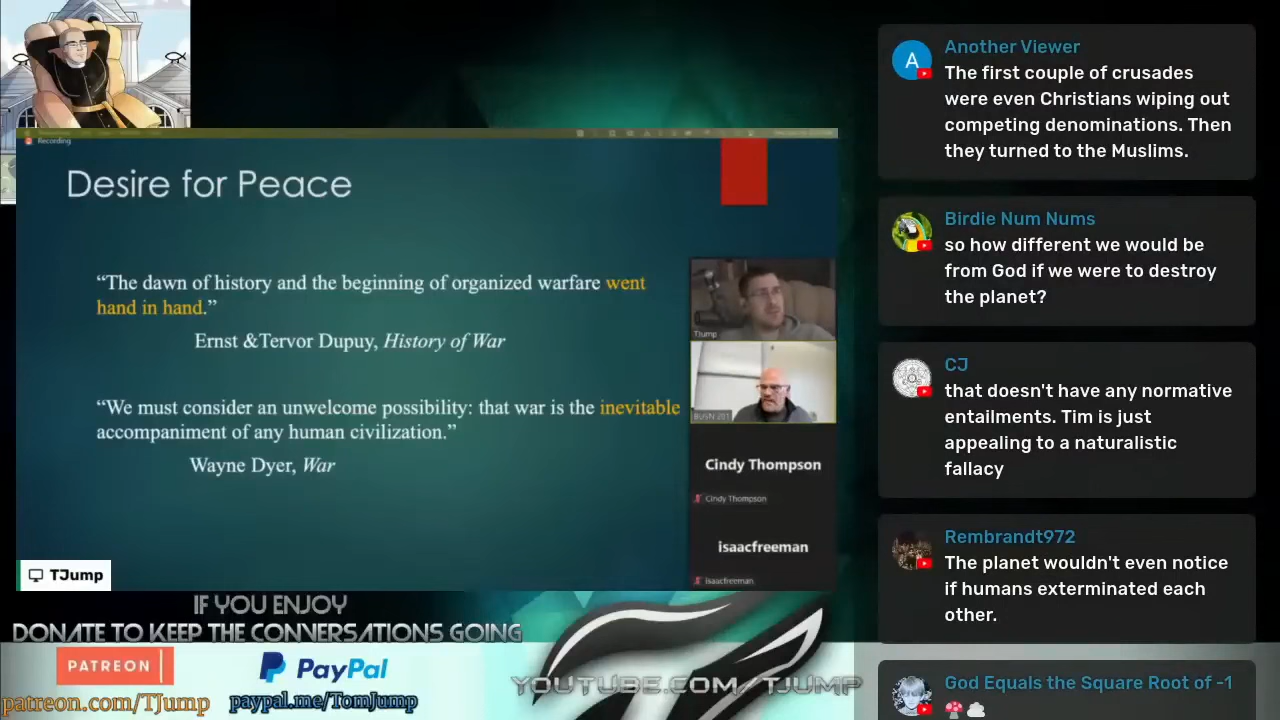 Recording
Desire for Peace
“The dawn of history and the beginning of organized warfare went
hand in hand.”
Ernst &Tervor Dupuy, History of War
“We must consider an unwelcome possibility: that war is the inevitable
accompaniment of any human civilization.”
Wayne Dyer, War
TJump
Cindy Thompson
Cindy Thompson
isaacfreeman
isaacfreeman
TJump
IF YOU ENJOY
DONATE TO KEEP THE CONVERSATIONS GOING
PATREON
PayPal
patreon.com/TJump
paypal.me/TomJump
YOUTUBE.COM/TJUMP
A
Another Viewer
The first couple of crusades
were even Christians wiping out
competing denominations. Then
they turned to the Muslims.
Birdie Num Nums
so how different we would be
from God if we were to destroy
the planet?
CJ
that doesn't have any normative
entailments. Tim is just
appealing to a naturalistic
fallacy
Rembrandt972
The planet wouldn't even notice
if humans exterminated each
other.
God Equals the Square Root of -1